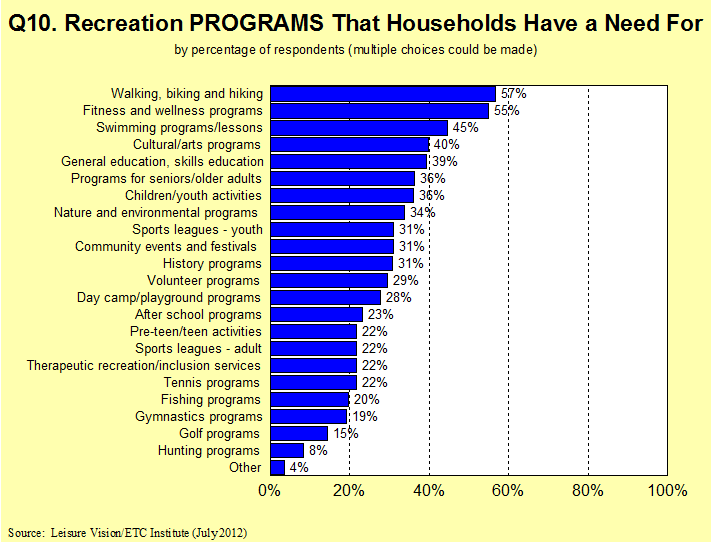 Q10. Recreation PROGRAMS That Households Have a Need For
by percentage of respondents (multiple choices could be made)
Walking, biking and hiking 57%
Fitness and wellness programs 55%
Swimming programs/lessons 45%
Cultural/arts programs 40%
General education, skills education 39%
Programs for seniors/older adults 36%
Children/youth activities 36%
Nature and environmental programs 34%
Sports leagues - youth 31%
Community events and festivals 31%
History programs 31%
Volunteer programs 29%
Day camp/playground programs 28%
After school programs 23%
Pre-teen/teen activities 22%
Sports leagues - adult 22%
Therapeutic recreation/inclusion services 22%
Tennis programs 22%
Fishing programs 20%
Gymnastics programs 19%
Golf programs 15%
Hunting programs 8%
Other 4%
0% 20% 40% 60% 80% 100%
Source: Leisure Vision/ETC Institute (July 2012)